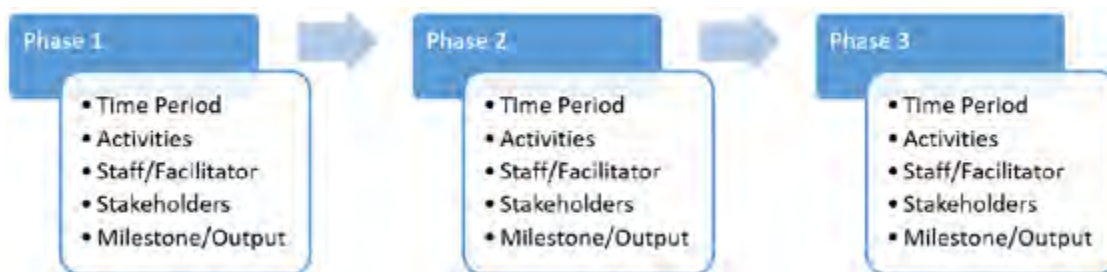 Phase 1
• Time Period
• Activities
• Staff/Facilitator
• Stakeholders
• Milestone/Output
Phase 2
• Time Period
• Activities
• Staff/Facilitator
• Stakeholders
• Milestone/Output
Phase 3
• Time Period
• Activities
• Staff/Facilitator
• Stakeholders
• Milestone/Output